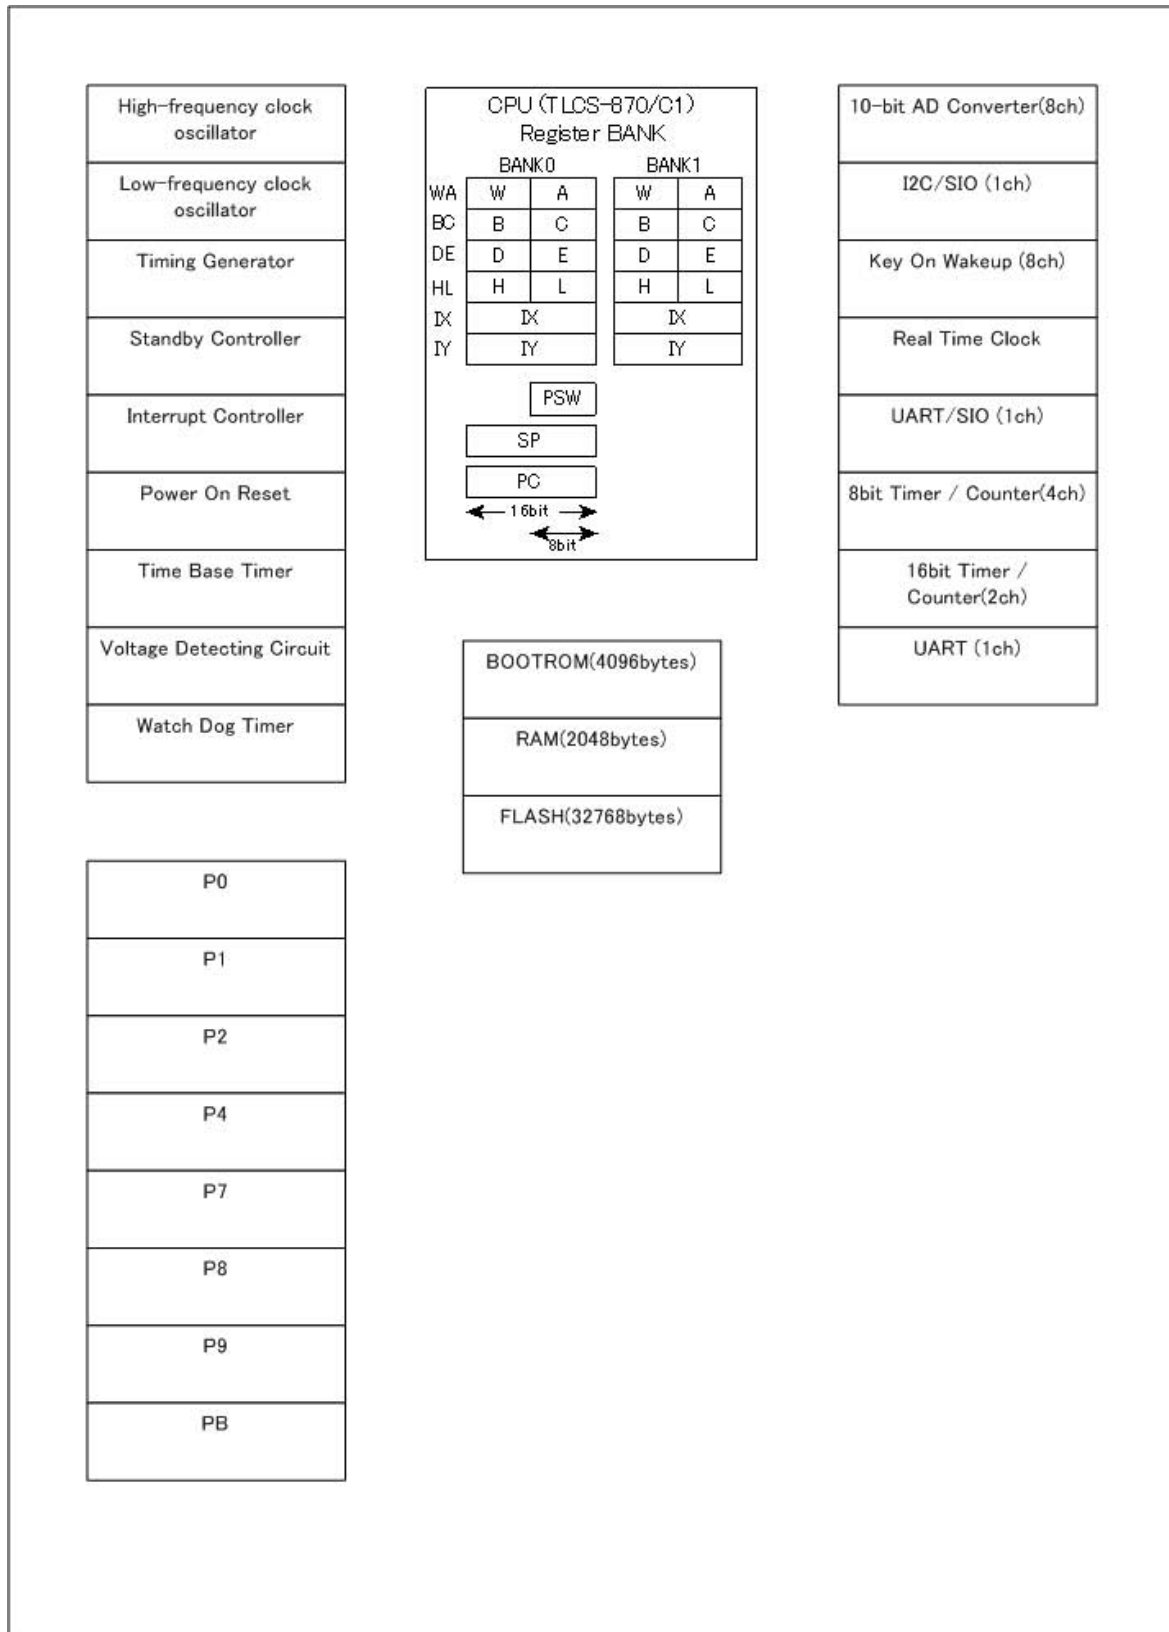 High-frequency clock
oscillator
Low-frequency clock
oscillator
Timing Generator
Standby Controller
Interrupt Controller
Power On Reset
Time Base Timer
Voltage Detecting Circuit
Watch Dog Timer
P0
P1
P2
P4
P7
P8
P9
PB
CPU (TLCS-870/C1)
Register BANK
BANK0 BANK1
WA W A W A
BC B C B C
DE D E D E
HL H L H L
IX IX IX
IY IY IY
PSW
SP
PC
16bit
8bit
BOOTROM(4096bytes)
RAM(2048bytes)
FLASH(32768bytes)
10-bit AD Converter(8ch)
I2C/SIO (1ch)
Key On Wakeup (8ch)
Real Time Clock
UART/SIO (1ch)
8bit Timer / Counter(4ch)
16bit Timer /
Counter(2ch)
UART (1ch)